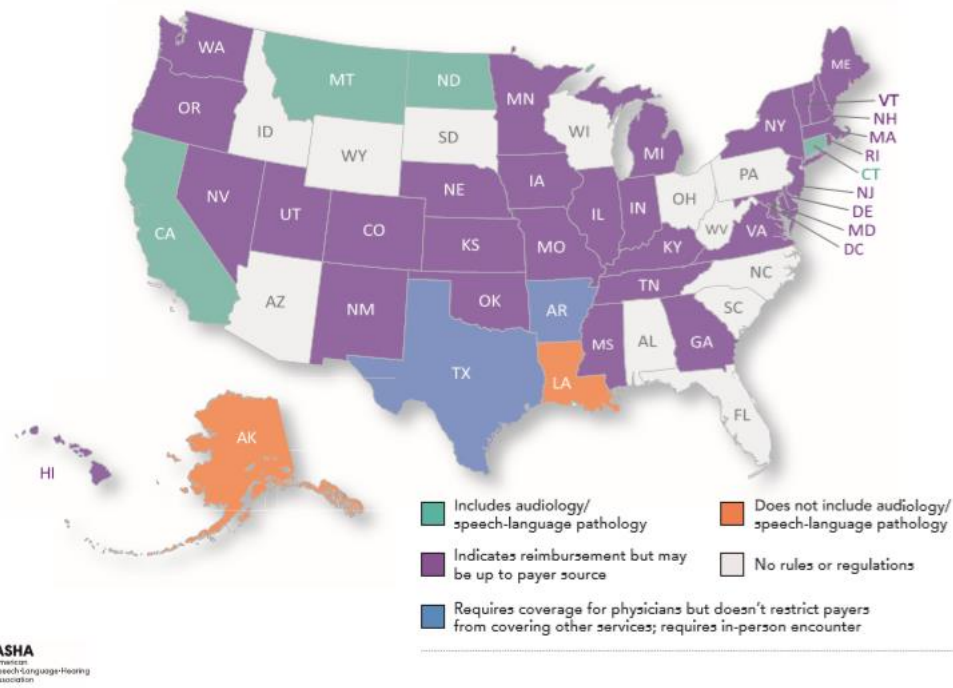 WA
MT
ND
MN
ME
OR
ID
WY
SD
WI
MI
NY
VT
NH
MA
RI
CT
NJ
DE
MD
DC
NV
UT
CO
NE
KS
IA
MO
IL
IN
OH
PA
WV
VA
KY
CA
AZ
NM
OK
AR
TN
NC
SC
TX
LA
MS
AL
GA
FL
HI
AK
Includes audiology/
speech-language pathology
Indicates reimbursement but may
be up to payer source
Requires coverage for physicians but doesn't restrict payers
from covering other services; requires in-person encounter
Does not include audiology/
speech-language pathology
No rules or regulations
ASHA